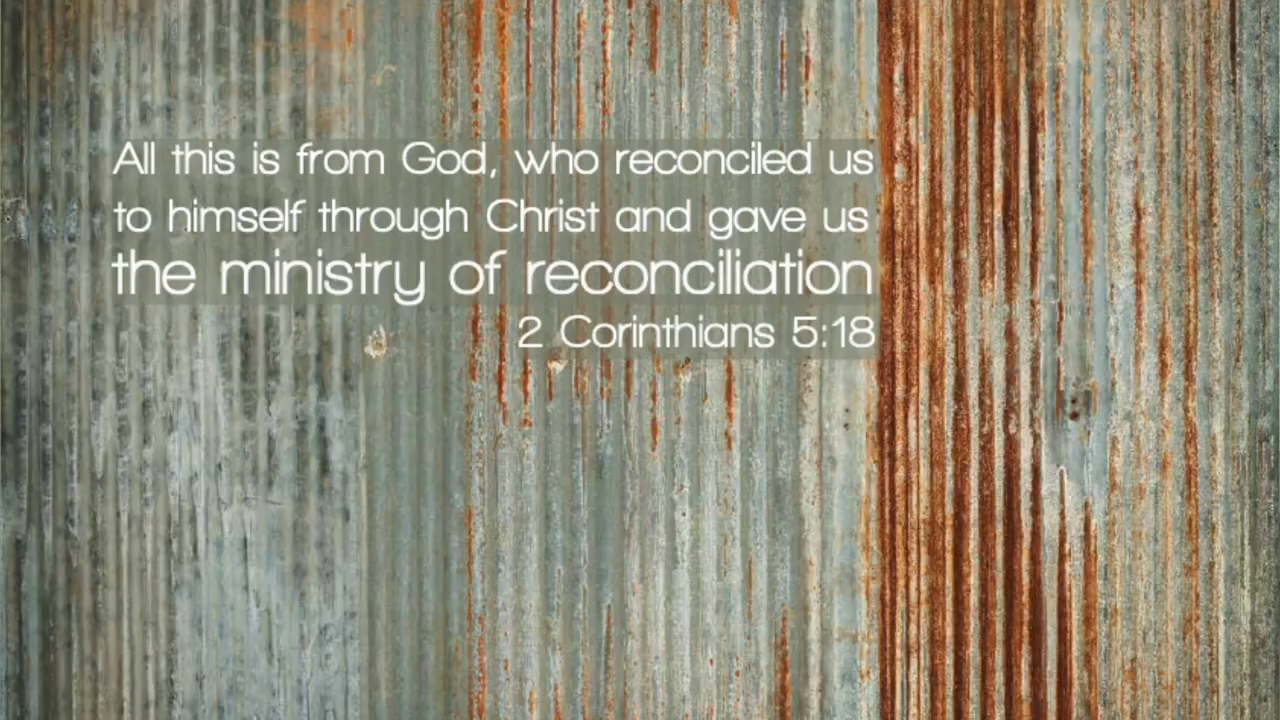 All this is from God, who reconciled us
to himself through Christ and gave us
the ministry of reconciliation
2 Corinthians 5:18